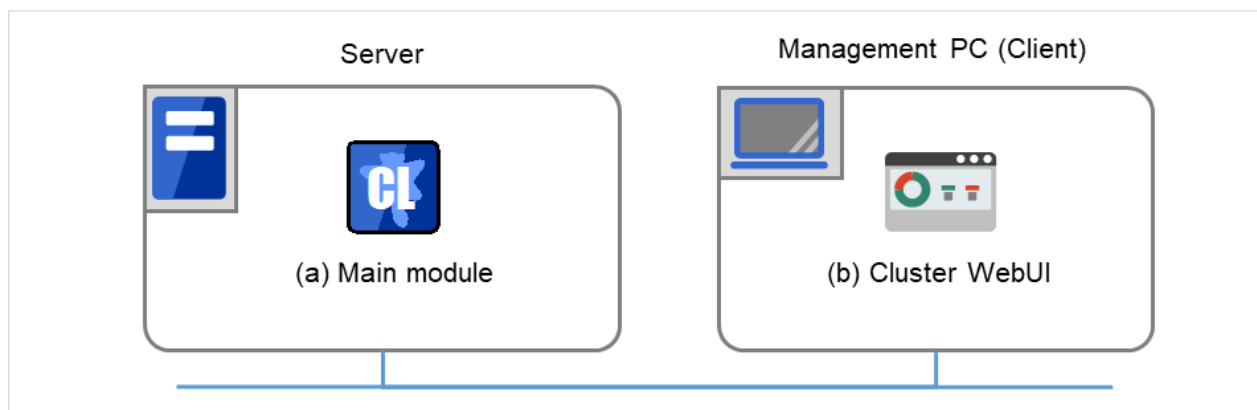 Server
Management PC (Client)
CL
(a) Main module
(b) Cluster WebUI